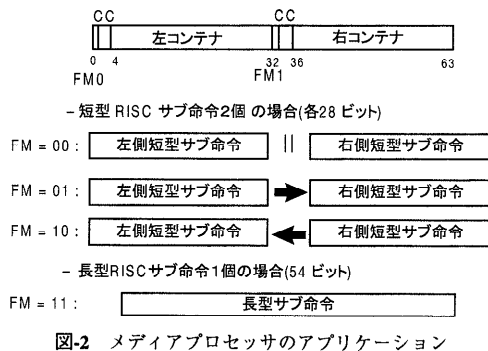 CC CC
左コンテナ 右コンテナ
0 4 32 36 63
FM0 FM1
– 短型 RISC サブ命令2個 の場合(各28 ビット)
FM = 00 : 左側短型サブ命令 || 右側短型サブ命令
FM = 01 : 左側短型サブ命令 右側短型サブ命令
FM = 10 : 左側短型サブ命令 右側短型サブ命令
– 長型RISCサブ命令1個の場合(54 ビット)
FM = 11 : 長型サブ命令
図-2 メディアプロセッサのアプリケーション